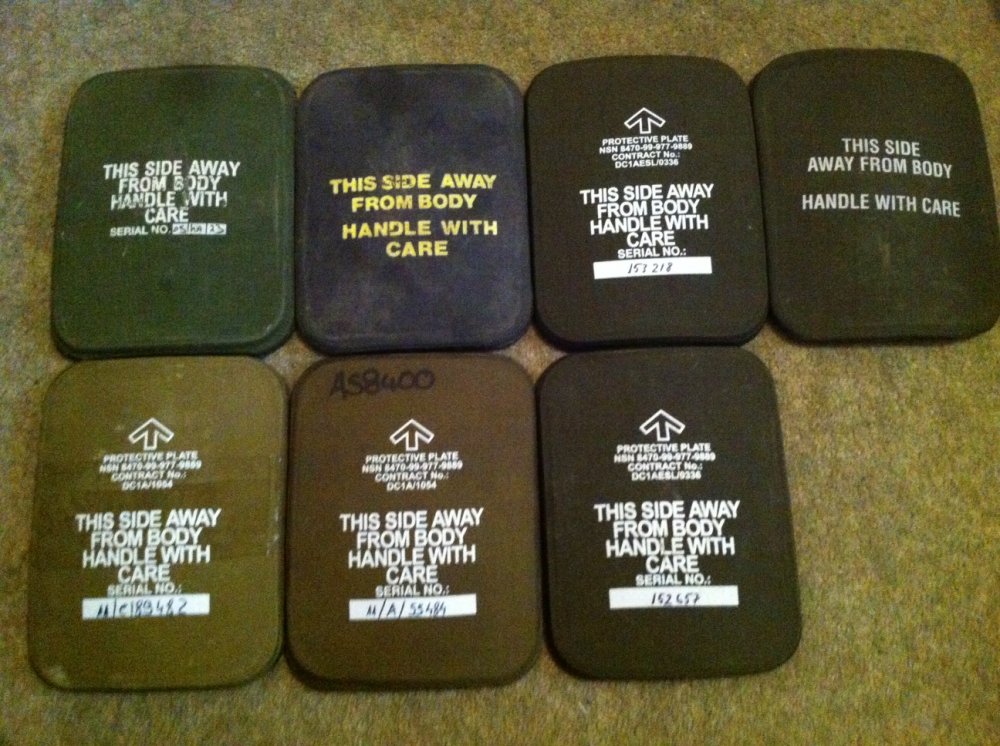 THIS SIDE AWAY
FROM BODY
HANDLE WITH
CARE
SERIAL NO.
THIS SIDE AWAY
FROM BODY
HANDLE WITH
CARE
PROTECTIVE PLATE
NSN 8470-99-977-9889
CONTRACT No.:
DC1AESL/0336
THIS SIDE AWAY
FROM BODY
HANDLE WITH
CARE
SERIAL NO.:
153218
THIS SIDE
AWAY FROM BODY
HANDLE WITH CARE
PROTECTIVE PLATE
NSN 8470-99-977-9889
CONTRACT No.:
DC1A/1054
THIS SIDE AWAY
FROM BODY
HANDLE WITH
CARE
SERIAL NO.:
AS8400
PROTECTIVE PLATE
NSN 8470-99-977-9889
CONTRACT No.:
DC1A/1054
THIS SIDE AWAY
FROM BODY
HANDLE WITH
CARE
SERIAL NO.:
M/A/55484
PROTECTIVE PLATE
NSN 8470-99-977-9889
CONTRACT No.:
DC1AESL/0336
THIS SIDE AWAY
FROM BODY
HANDLE WITH
CARE
SERIAL NO.:
152657